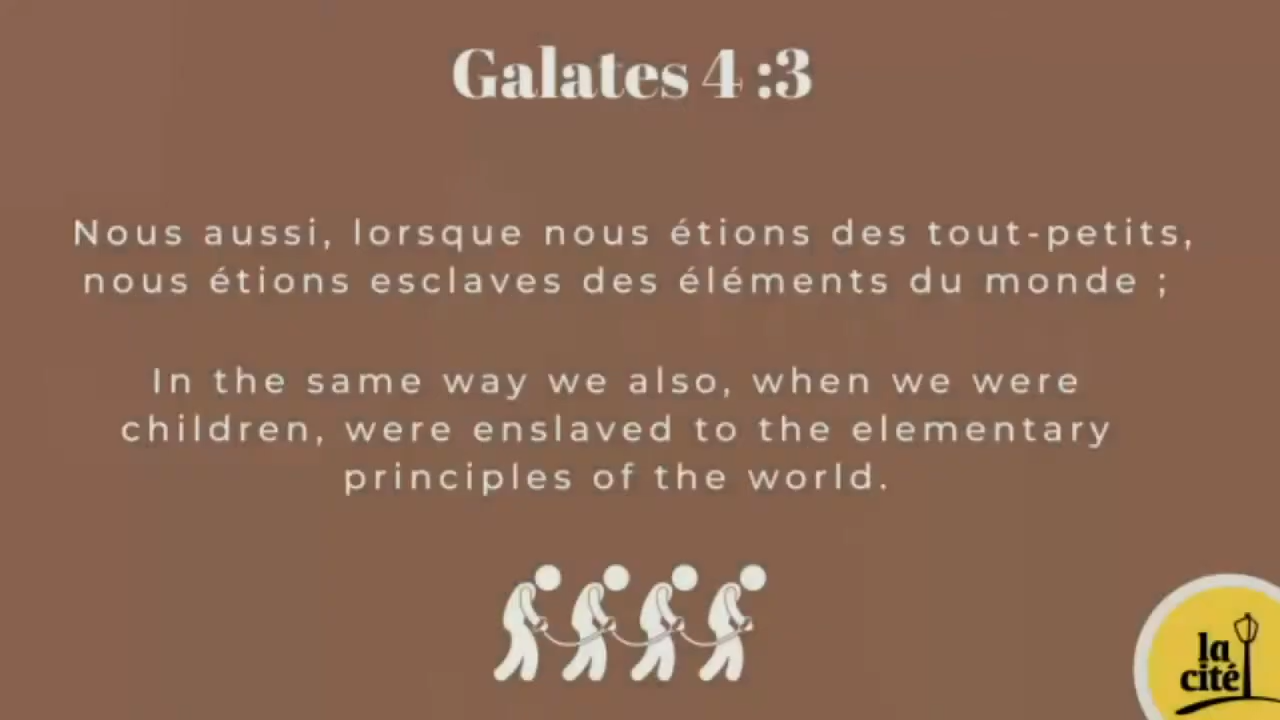 Galates 4 :3
Nous aussi, lorsque nous étions des tout-petits,
nous étions esclaves des éléments du monde ;
In the same way we also, when we were
children, were enslaved to the elementary
principles of the world.
la
cité